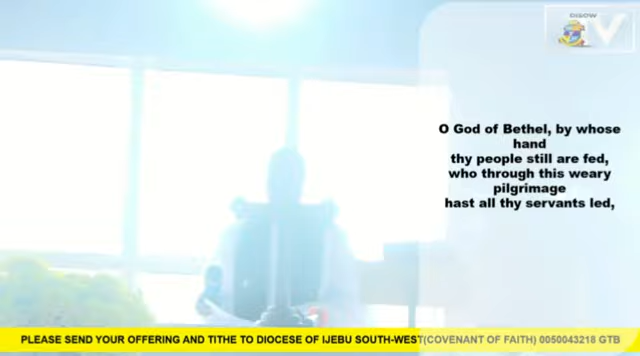 DISOW
TV
O God of Bethel, by whose
hand
thy people still are fed,
who through this weary
pilgrimage
hast all thy servants led,
PLEASE SEND YOUR OFFERING AND TITHE TO DIOCESE OF IJEBU SOUTH-WEST(COVENANT OF FAITH) 0050043218 GTB